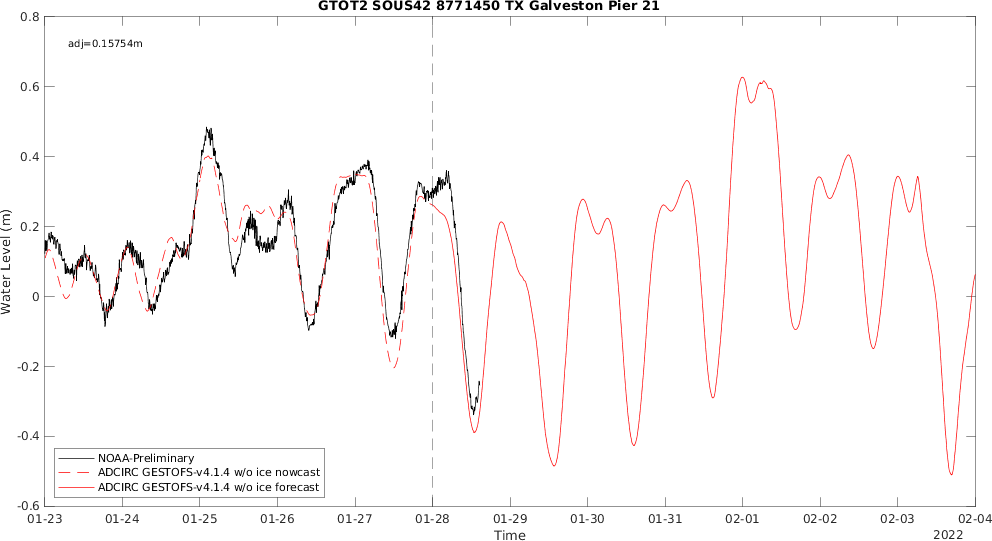 GTOT2 SOUS42 8771450 TX Galveston Pier 21
adj=0.15754m
0.8
0.6
0.4
0.2
0
-0.2
-0.4
-0.6
Water Level (m)
NOAA-Preliminary
ADCIRC GESTOFS-v4.1.4 w/o ice nowcast
ADCIRC GESTOFS-v4.1.4 w/o ice forecast
01-23 01-24 01-25 01-26 01-27 01-28 01-29 01-30 01-31 02-01 02-02 02-03 02-04
Time
2022